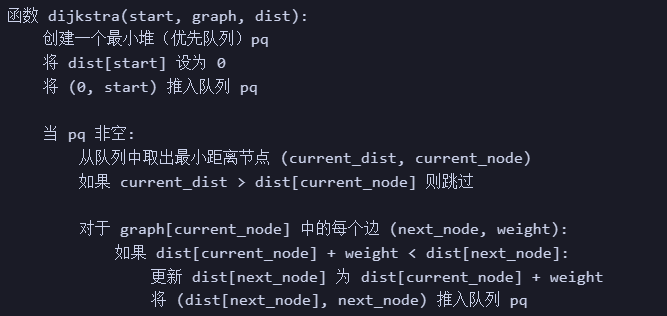 函数 dijkstra(start, graph, dist):
    创建一个最小堆（优先队列）pq
    将 dist[start] 设为 0
    将 (0, start) 推入队列 pq

    当 pq 非空:
        从队列中取出最小距离节点 (current_dist, current_node)
        如果 current_dist > dist[current_node] 则跳过

        对于 graph[current_node] 中的每个边 (next_node, weight):
            如果 dist[current_node] + weight < dist[next_node]:
                更新 dist[next_node] 为 dist[current_node] + weight
                将 (dist[next_node], next_node) 推入队列 pq